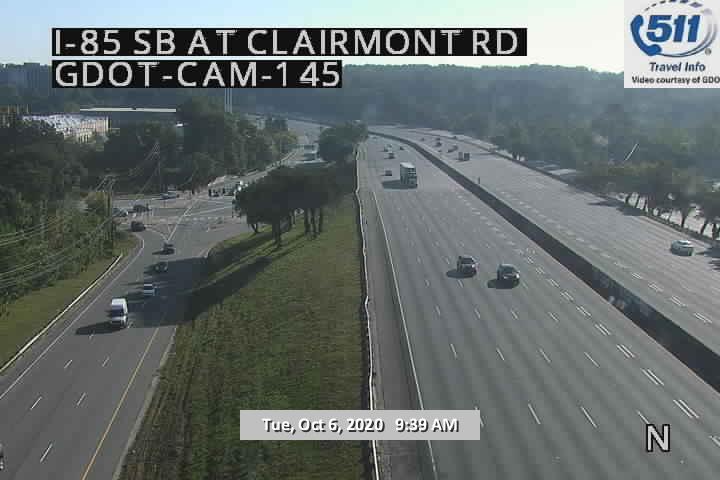 I-85 SB AT CLAIRMONT RD
GDOT-CAM-145
511
Travel Info
Video courtesy of GDO
Tue, Oct 6, 2020 9:39 AM
N